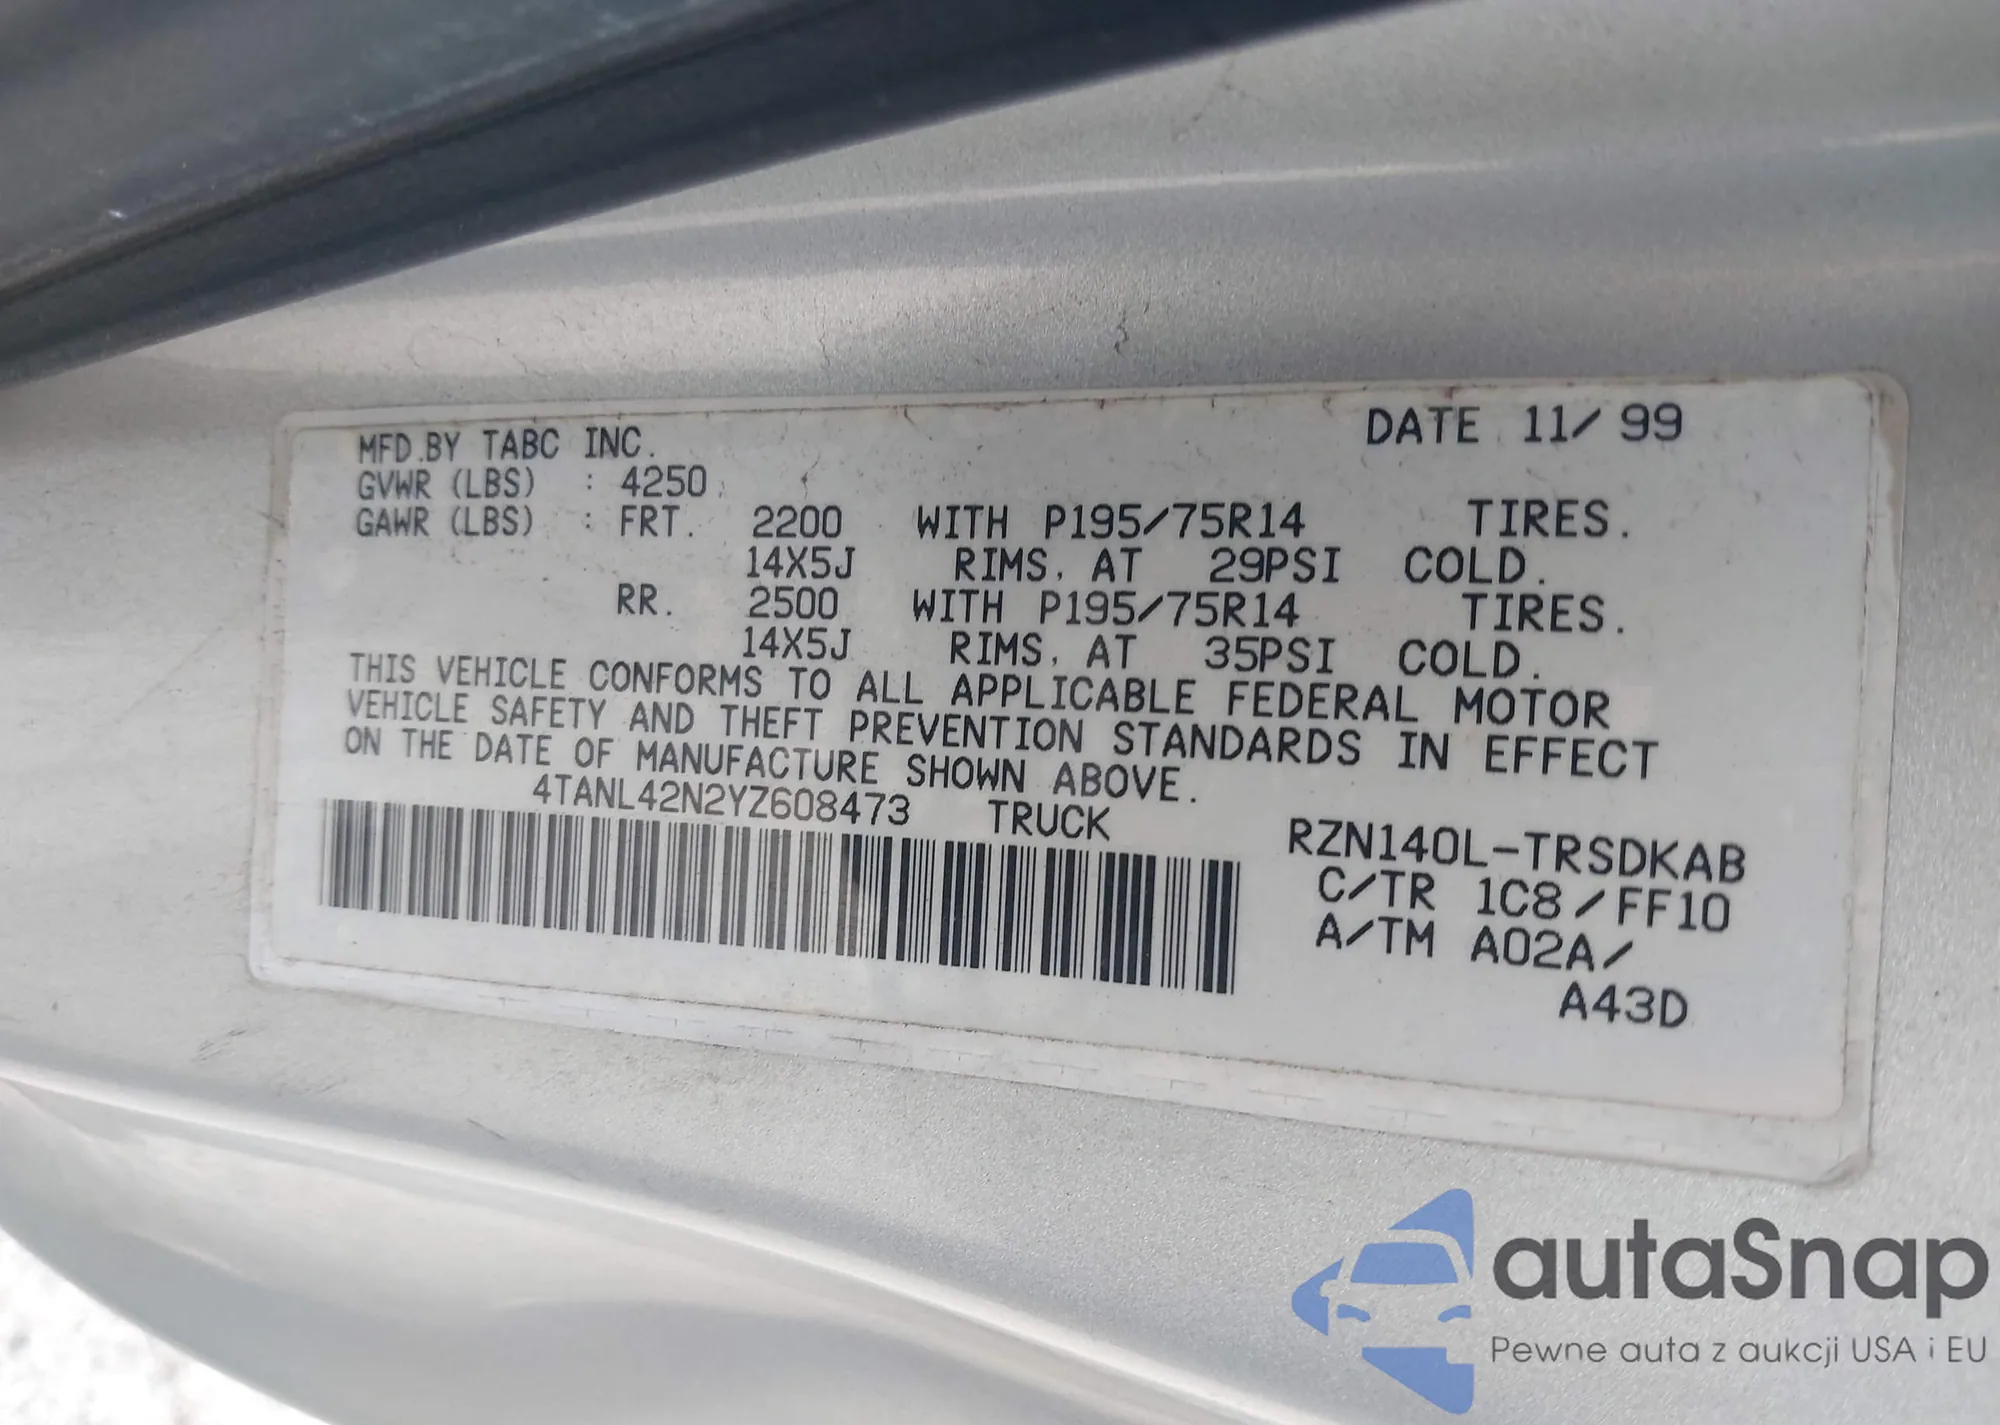 MFD.BY TABC INC. DATE 11/99
GVWR (LBS) : 4250
GAWR (LBS) : FRT. 2200 WITH P195/75R14 TIRES.
14X5J RIMS, AT 29PSI COLD.
RR. 2500 WITH P195/75R14 TIRES.
14X5J RIMS, AT 35PSI COLD.
THIS VEHICLE CONFORMS TO ALL APPLICABLE FEDERAL MOTOR
VEHICLE SAFETY AND THEFT PREVENTION STANDARDS IN EFFECT
ON THE DATE OF MANUFACTURE SHOWN ABOVE.
4TANL42N2YZ608473 TRUCK
RZN140L-TRSDKAB
C/TR 1C8/FF10
A/TM A02A/
A43D
autaSnap
Pewne auta z aukcji USA i EU